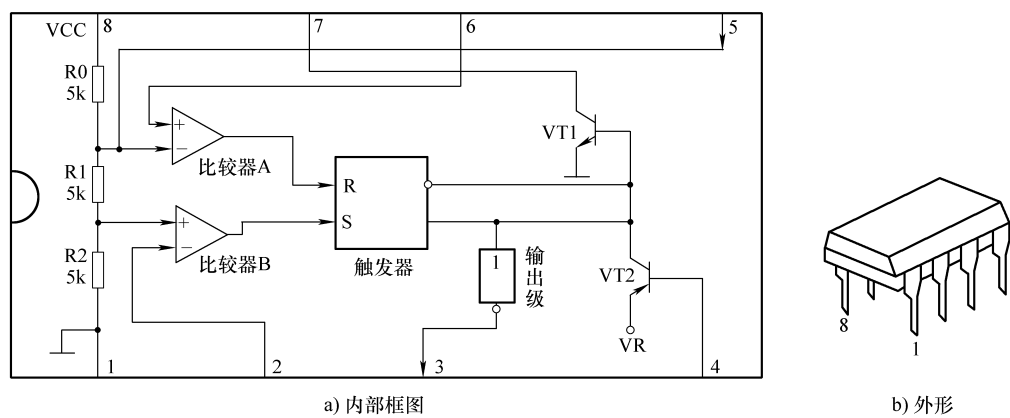 VCC
8
7
6
5
R0
5k
VT1
+
−
比较器A
R1
5k
R
S
触发器
+
−
比较器B
R2
5k
1
输出级
VT2
VR
1
2
3
4
8
1
a) 内部框图
b) 外形